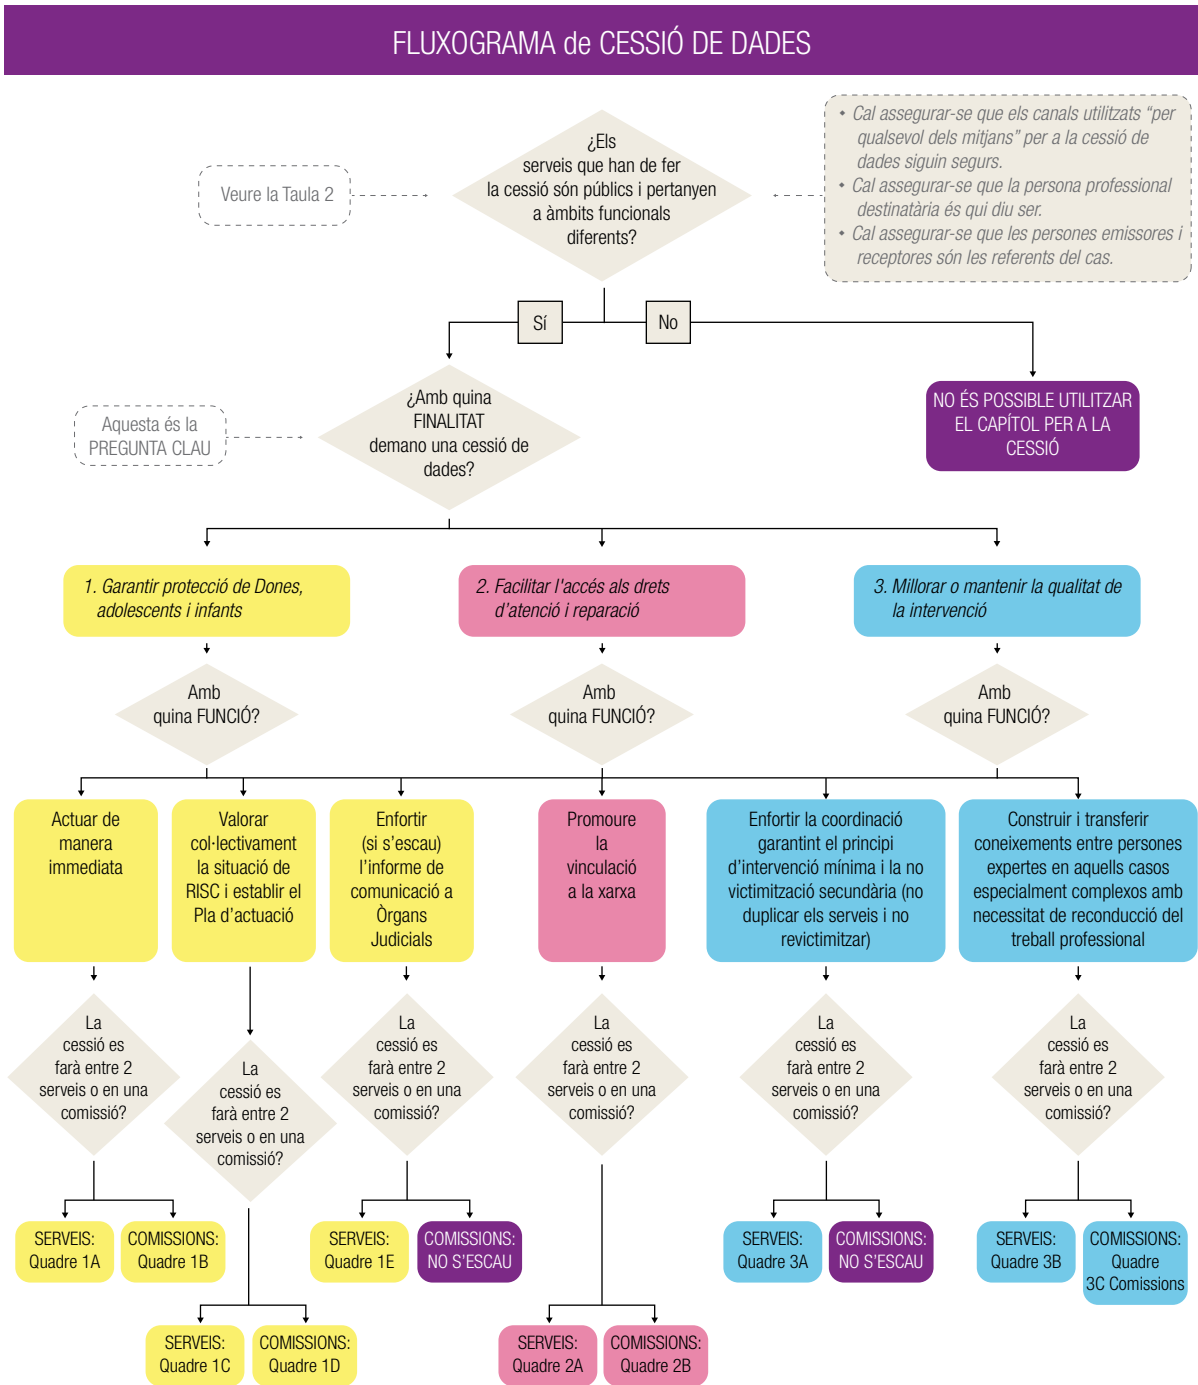 FLUXOGRAMA de CESSIÓ DE DADES
¿Els
serveis que han de fer
la cessió són públics i pertanyen
a àmbits funcionals
diferents?
Veure la Taula 2
• Cal assegurar-se que els canals utilitzats “per
qualsevol dels mitjans” per a la cessió de
dades siguin segurs.
• Cal assegurar-se que la persona professional
destinatària és qui diu ser.
• Cal assegurar-se que les persones emissores i
receptores són les referents del cas.
Sí
No
¿Amb quina
FINALITAT
demano una cessió de
dades?
Aquesta és la
PREGUNTA CLAU
NO ÉS POSSIBLE UTILITZAR
EL CAPÍTOL PER A LA
CESSIÓ
1. Garantir protecció de Dones,
adolescents i infants
2. Facilitar l'accés als drets
d’atenció i reparació
3. Millorar o mantenir la qualitat de
la intervenció
Amb
quina FUNCIÓ?
Amb
quina FUNCIÓ?
Amb
quina FUNCIÓ?
Actuar de
manera
immediata
Valorar
col·lectivament
la situació de
RISC i establir el
Pla d’actuació
Enfortir
(si s’escau)
l’informe de
comunicació a
Òrgans
Judicials
Promoure
la
vinculació
a la xarxa
Enfortir la coordinació
garantint el principi
d’intervenció mínima i la no
victimització secundària (no
duplicar els serveis i no
revictimitzar)
Construir i transferir
coneixements entre persones
expertes en aquells casos
especialment complexos amb
necessitat de reconducció del
treball professional
La
cessió es
farà entre 2
serveis o en una
comissió?
La
cessió es
farà entre 2
serveis o en una
comissió?
La
cessió es
farà entre 2
serveis o en una
comissió?
La
cessió es
farà entre 2
serveis o en una
comissió?
La
cessió es
farà entre 2
serveis o en una
comissió?
La
cessió es
farà entre 2
serveis o en una
comissió?
SERVEIS:
Quadre 1A
COMISSIONS:
Quadre 1B
SERVEIS:
Quadre 1C
COMISSIONS:
Quadre 1D
SERVEIS:
Quadre 1E
COMISSIONS:
NO S’ESCAU
SERVEIS:
Quadre 2A
COMISSIONS:
Quadre 2B
SERVEIS:
Quadre 3A
COMISSIONS:
NO S’ESCAU
SERVEIS:
Quadre 3B
COMISSIONS:
Quadre
3C Comissions